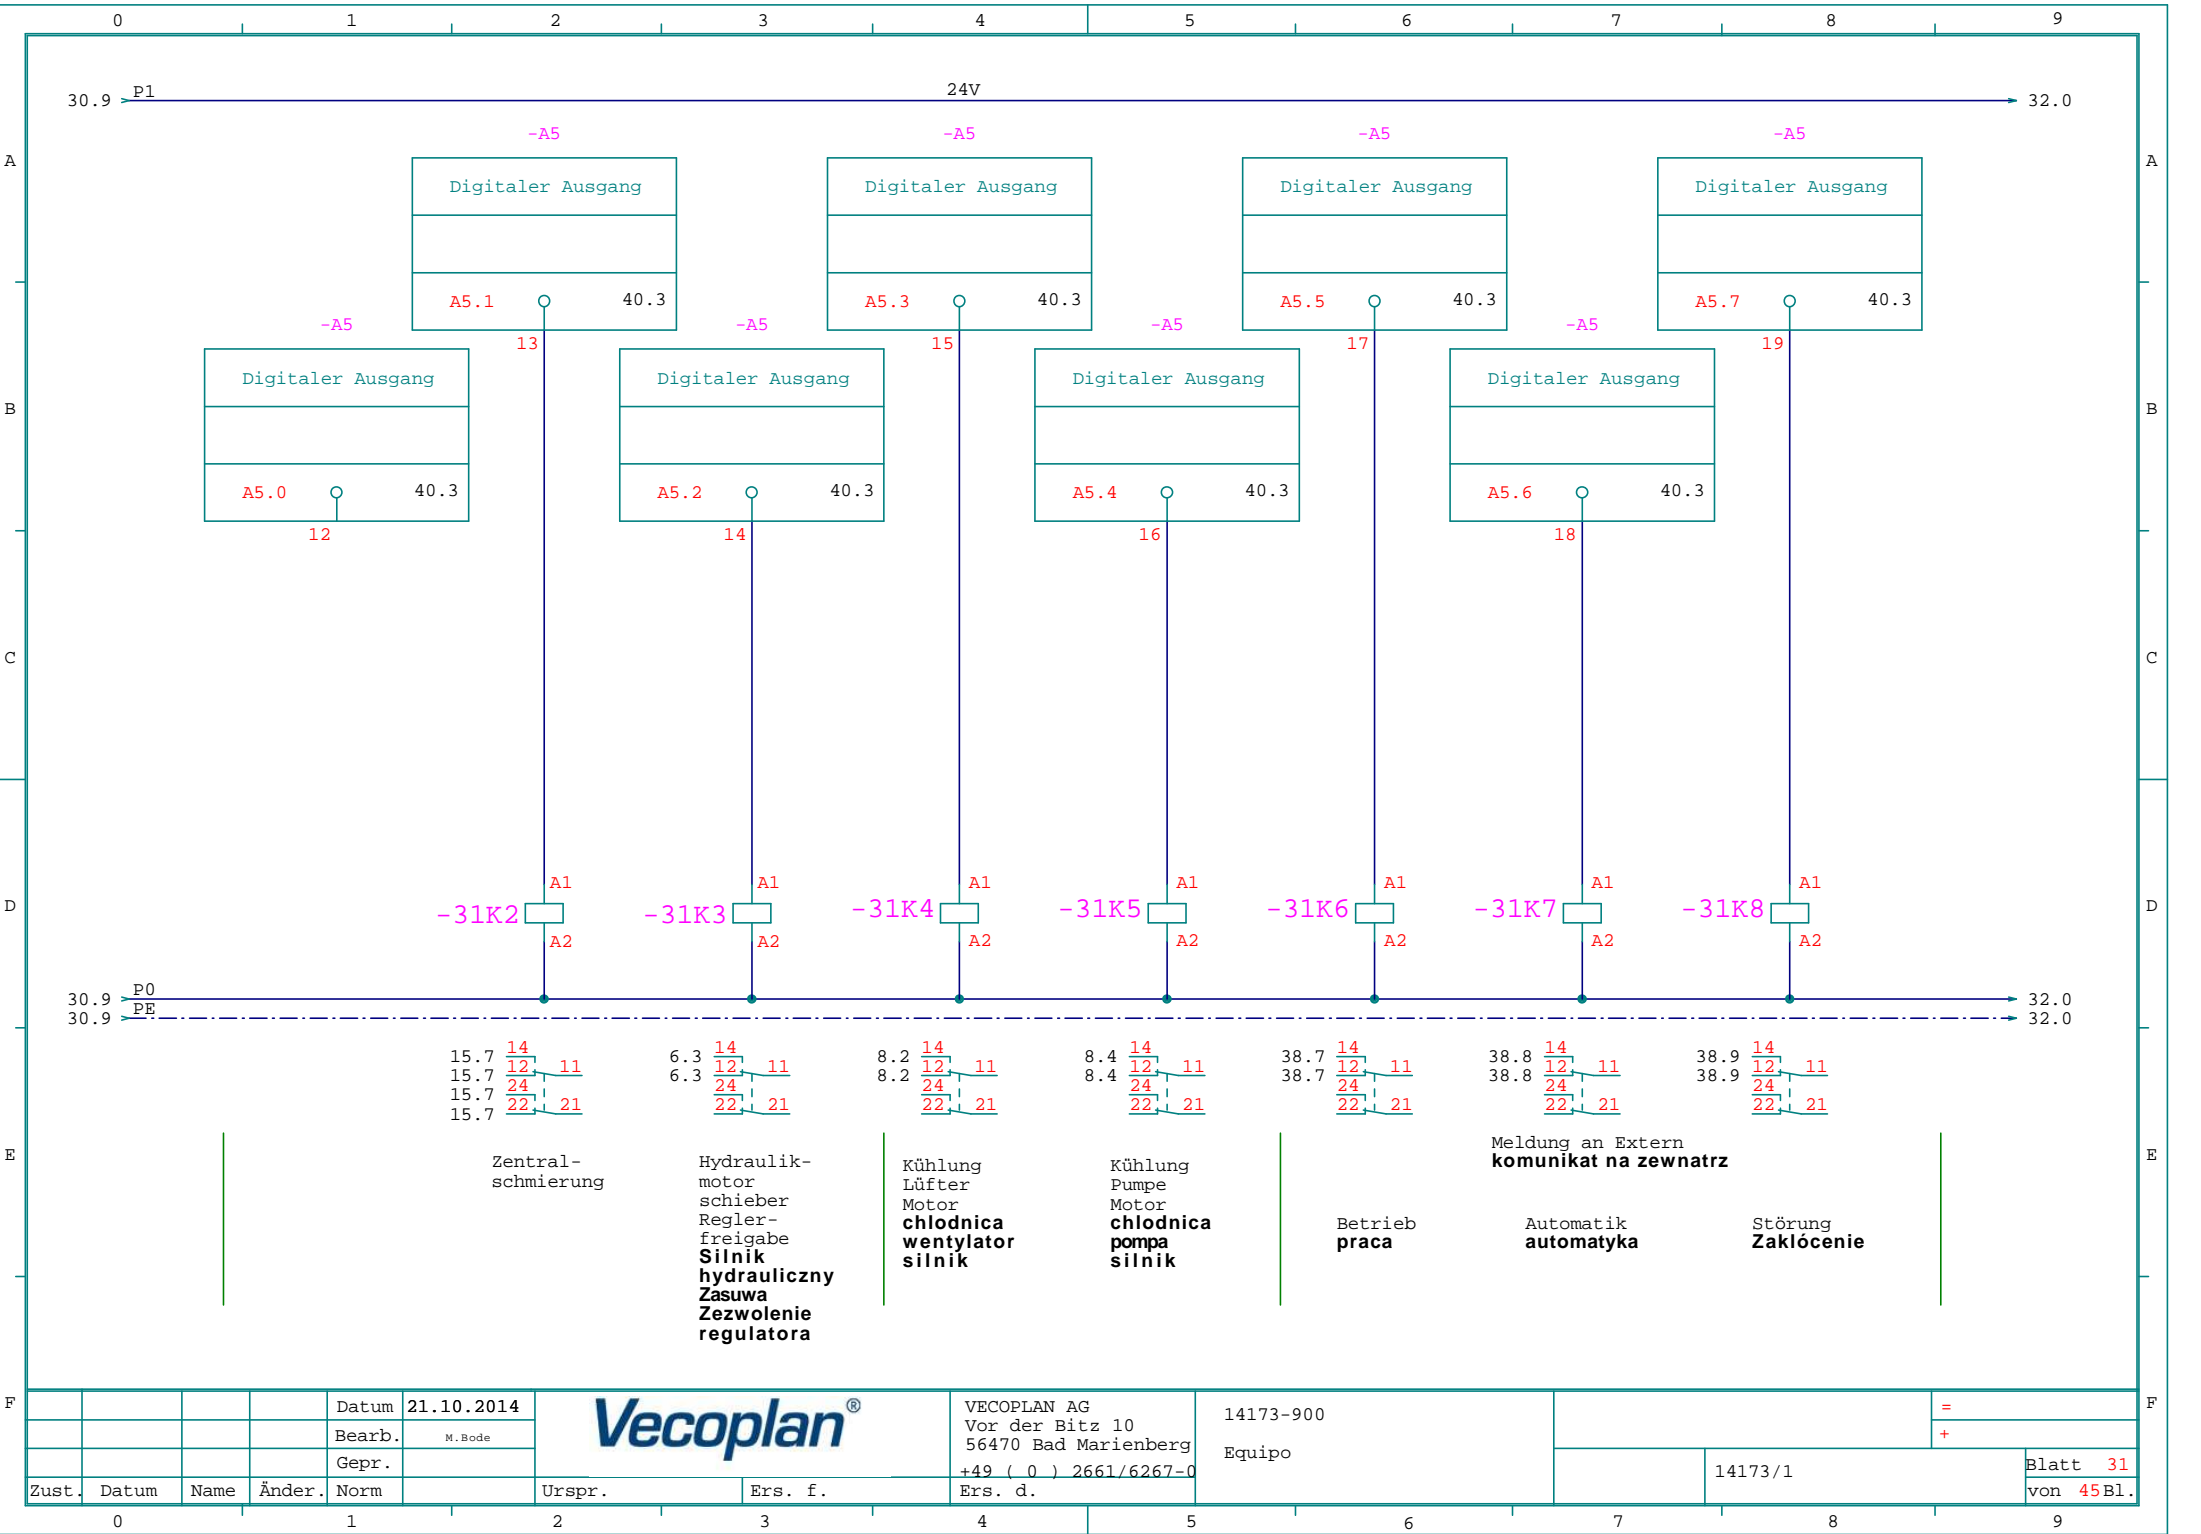 0 1 2 3 4 5 6 7 8 9
30.9 P1 24V 32.0
-A5 -A5 -A5 -A5
A A
Digitaler Ausgang Digitaler Ausgang Digitaler Ausgang Digitaler Ausgang
A5.1 40.3 A5.3 40.3 A5.5 40.3 A5.7 40.3
-A5 -A5 -A5 -A5
13 15 17 19
Digitaler Ausgang Digitaler Ausgang Digitaler Ausgang Digitaler Ausgang
B B
A5.0 40.3 A5.2 40.3 A5.4 40.3 A5.6 40.3
12 14 16 18
C C
A1 A1 A1 A1 A1 A1 A1
D -31K2 -31K3 -31K4 -31K5 -31K6 -31K7 -31K8 D
A2 A2 A2 A2 A2 A2 A2
30.9 P0 32.0
30.9 PE 32.0
15.7 14 6.3 14 8.2 14 8.4 14 38.7 14 38.8 14 38.9 14
15.7 12 11 6.3 12 11 8.2 12 11 8.4 12 11 38.7 12 11 38.8 12 11 38.9 12 11
15.7 24 24 24 24 24 24 24
15.7 22 21 22 21 22 21 22 21 22 21 22 21 22 21
E E
Zentral-
schmierung
Hydraulik-
motor
schieber
Regler-
freigabe
Silnik
hydrauliczny
Zasuwa
Zezwolenie
regulatora
Kühlung
Lüfter
Motor
chlodnica
wentylator
silnik
Kühlung
Pumpe
Motor
chlodnica
pompa
silnik
Meldung an Extern
komunikat na zewnatrz
Betrieb
praca
Automatik
automatyka
Störung
Zaklócenie
F F
Datum 21.10.2014
Bearb. M.Bode
Gepr.
Zust. Datum Name Änder. Norm
Vecoplan®
Urspr. Ers. f. Ers. d.
VECOPLAN AG
Vor der Bitz 10
56470 Bad Marienberg
+49 ( 0 ) 2661/6267-0
14173-900
Equipo
14173/1
=
+
Blatt 31
von 45Bl.
0 1 2 3 4 5 6 7 8 9